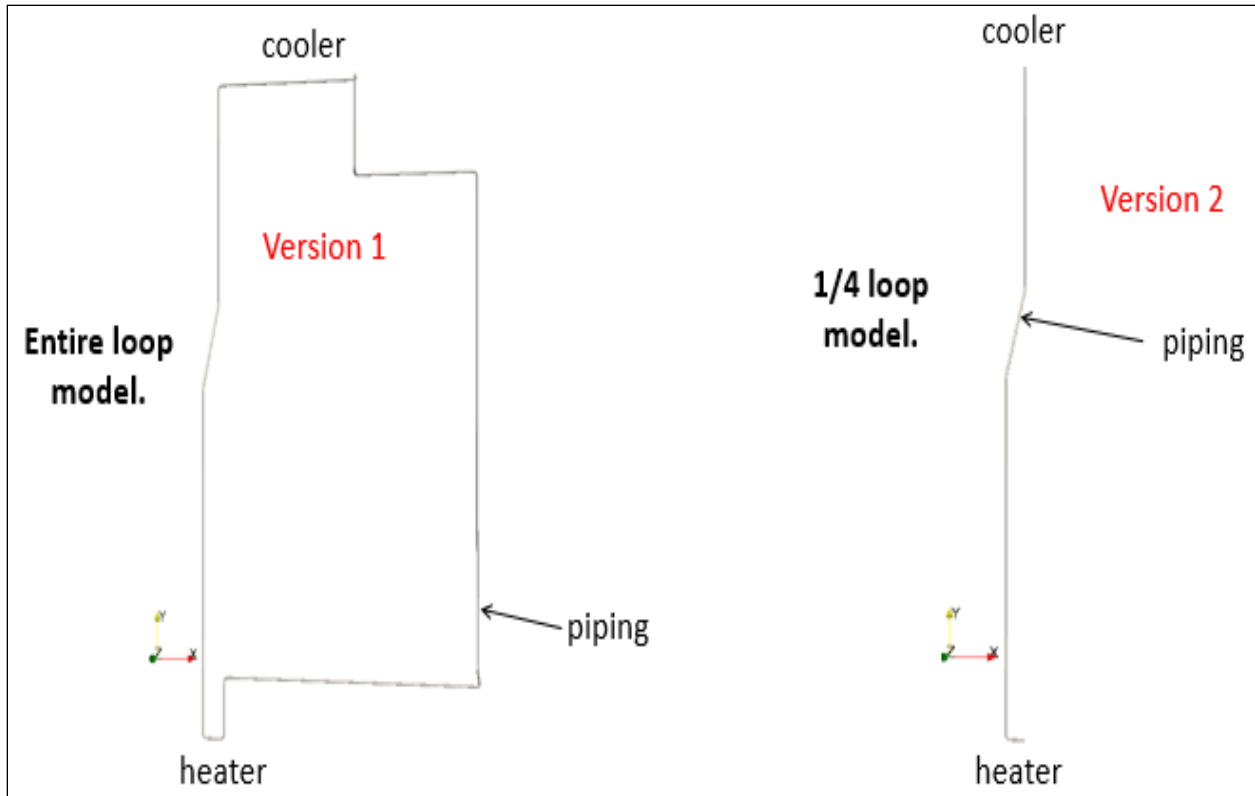 cooler
Version 1
Entire loop
model.
piping
Y
Z
X
heater
cooler
Version 2
1/4 loop
model.
piping
Y
Z
X
heater